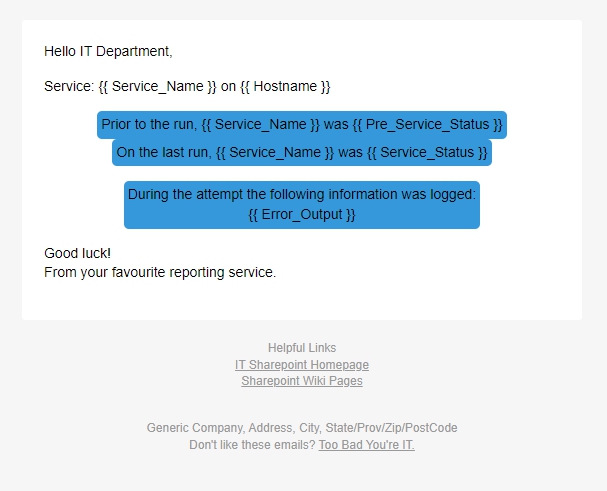 Hello IT Department,
Service: {{ Service_Name }} on {{ Hostname }}
Prior to the run, {{ Service_Name }} was {{ Pre_Service_Status }}
On the last run, {{ Service_Name }} was {{ Service_Status }}
During the attempt the following information was logged:
{{ Error_Output }}
Good luck!
From your favourite reporting service.
Helpful Links
IT Sharepoint Homepage
Sharepoint Wiki Pages
Generic Company, Address, City, State/Prov/Zip/PostCode
Don't like these emails? Too Bad You're IT.